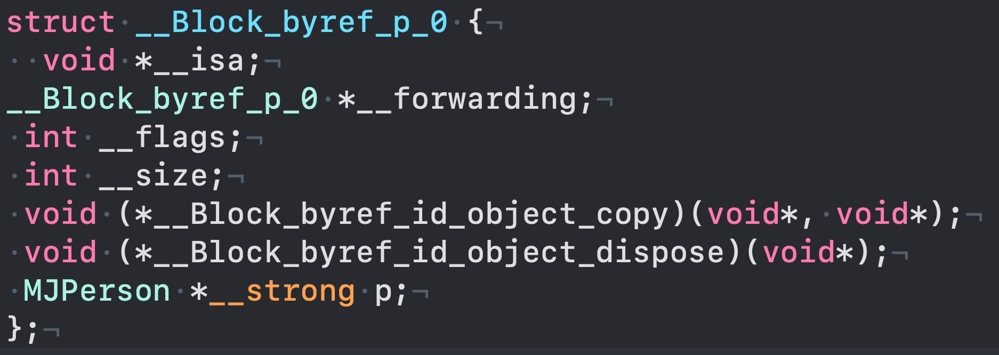 struct __Block_byref_p_0 {
  void *__isa;
__Block_byref_p_0 *__forwarding;
 int __flags;
 int __size;
 void (*__Block_byref_id_object_copy)(void*, void*);
 void (*__Block_byref_id_object_dispose)(void*);
 MJPerson *__strong p;
};